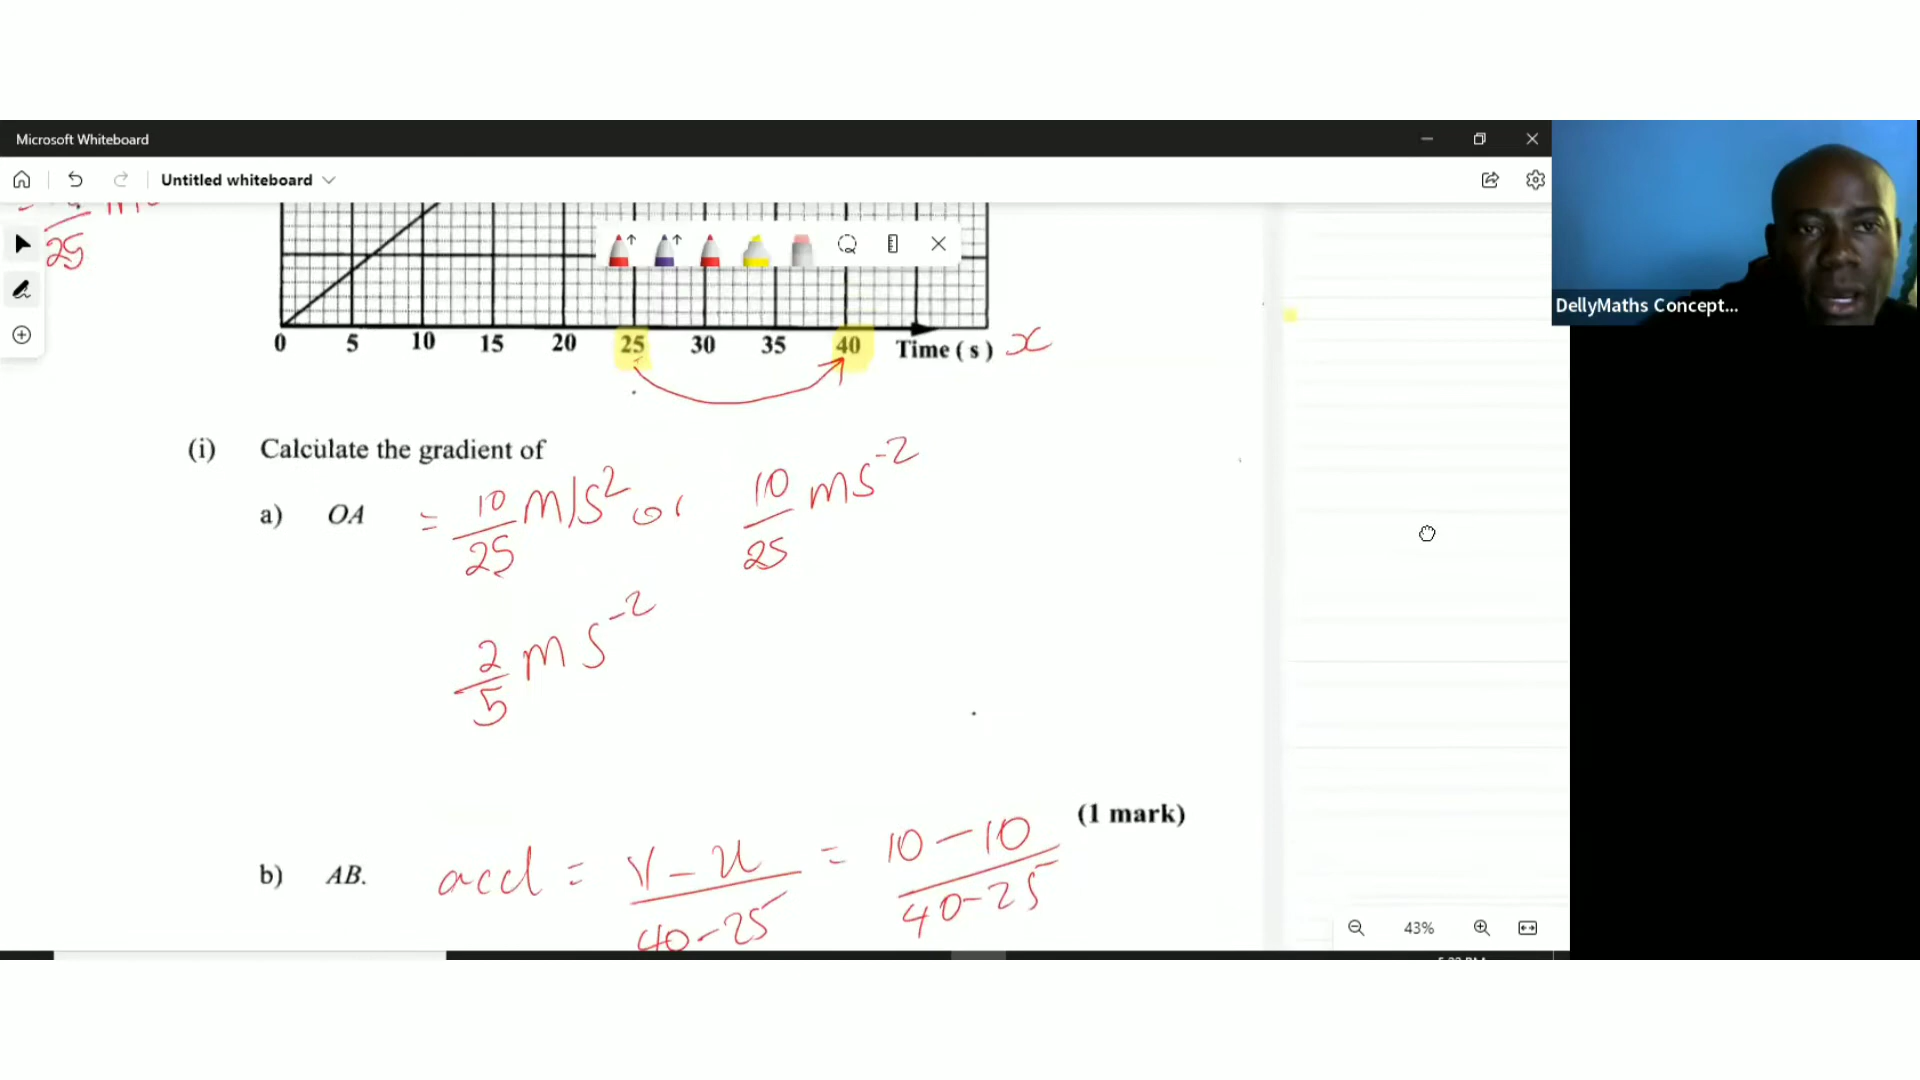 Microsoft Whiteboard
Untitled whiteboard
25
0 5 10 15 20 25 30 35 40 Time ( s ) x
(i) Calculate the gradient of
a) OA = 10/25 m/s² or 10/25 ms⁻²
2/5 ms⁻²
(1 mark)
b) AB. accl = v - u / 40-25 = 10-10 / 40-25
43%
DellyMaths Concept...